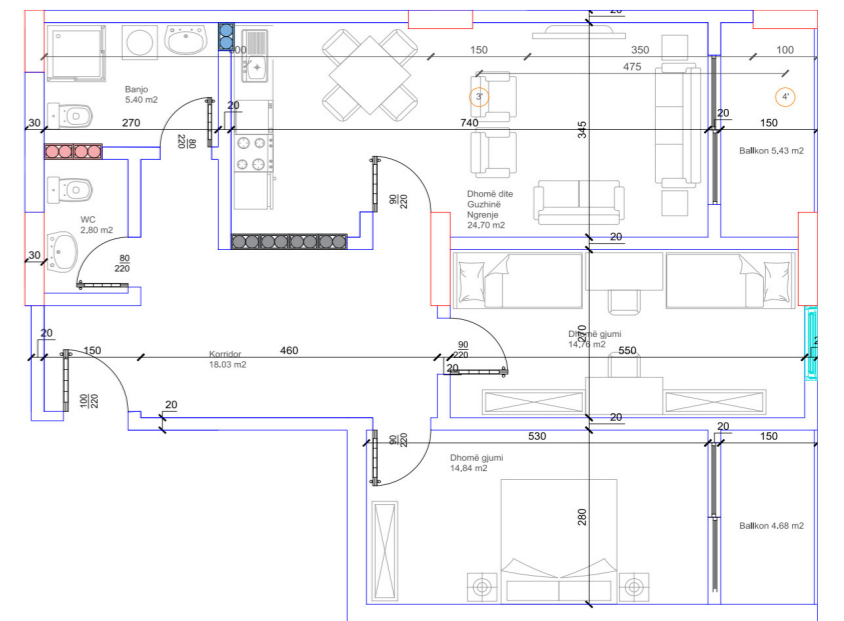 20
100
150
350
100
475
Banjo
5.40 m2
3'
4'
20
20
30
270
740
150
80
220
345
Ballkon 5,43 m2
90
220
Dhomë dite
Guzhinë
Ngrenje
24,70 m2
WC
2,80 m2
20
30
80
220
270
20
Dhomë gjumi
14,76 m2
150
Korridor
18.03 m2
460
90
220
20
550
100
220
20
20
20
90
220
530
150
Dhomë gjumi
14,84 m2
280
Ballkon 4.68 m2